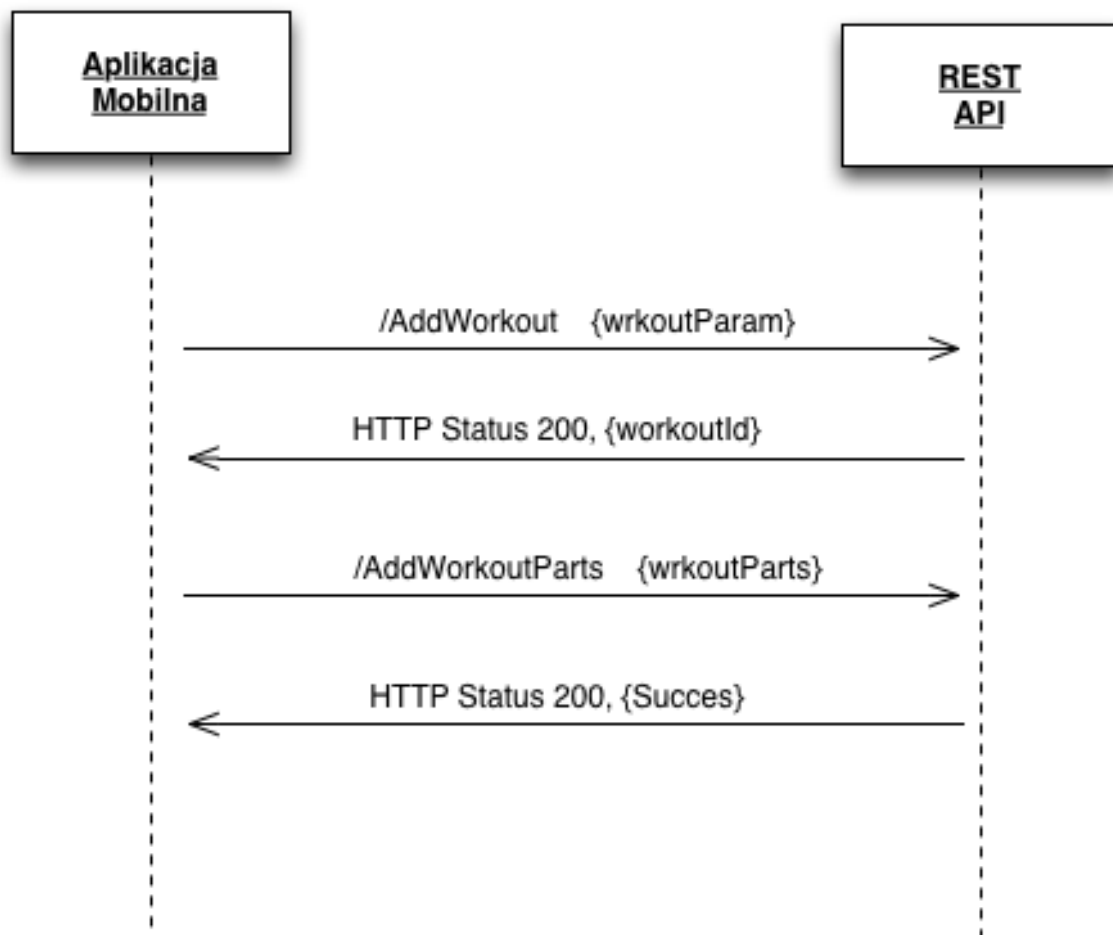 Aplikacja
Mobilna
REST
API
/AddWorkout {wrkoutParam}
HTTP Status 200, {workoutId}
/AddWorkoutParts {wrkoutParts}
HTTP Status 200, {Succes}